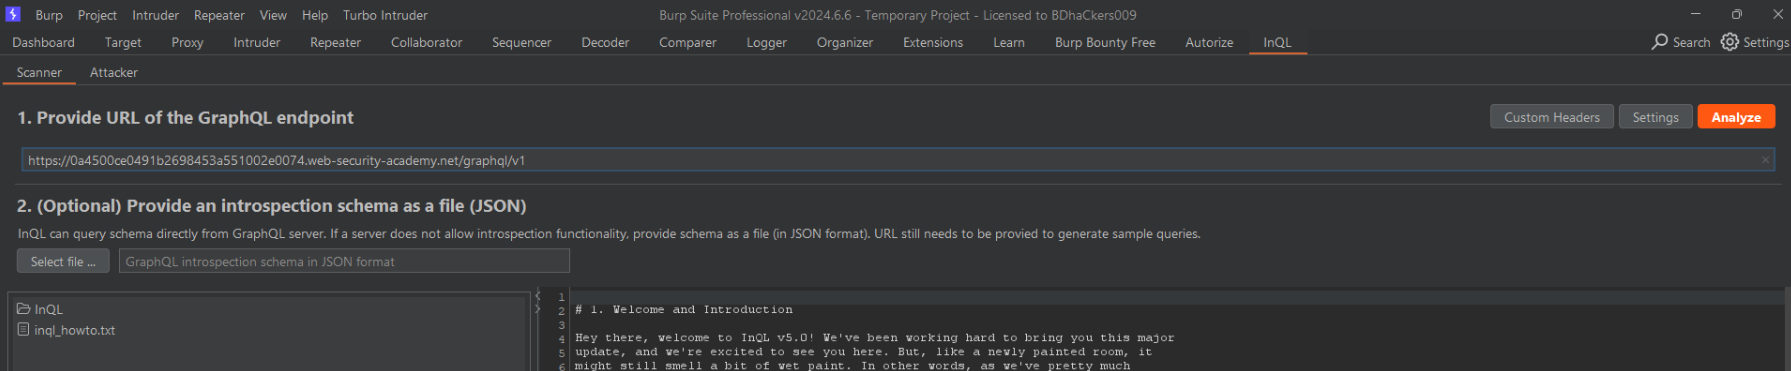 Burp Project Intruder Repeater View Help Turbo Intruder Burp Suite Professional v2024.6.6 - Temporary Project - Licensed to BDhaCkers009
Dashboard Target Proxy Intruder Repeater Collaborator Sequencer Decoder Comparer Logger Organizer Extensions Learn Burp Bounty Free Autorize InQL Search Settings
Scanner Attacker
1. Provide URL of the GraphQL endpoint Custom Headers Settings Analyze
https://0a4500ce0491b2698453a551002e0074.web-security-academy.net/graphql/v1
2. (Optional) Provide an introspection schema as a file (JSON)
InQL can query schema directly from GraphQL server. If a server does not allow introspection functionality, provide schema as a file (in JSON format). URL still needs to be provied to generate sample queries.
Select file ... GraphQL introspection schema in JSON format
InQL
inql_howto.txt
1
2 # 1. Welcome and Introduction
3
4 Hey there, welcome to InQL v5.0! We've been working hard to bring you this major
5 update, and we're excited to see you here. But, like a newly painted room, it
6 might still smell a bit of wet paint. In other words, as we've pretty much